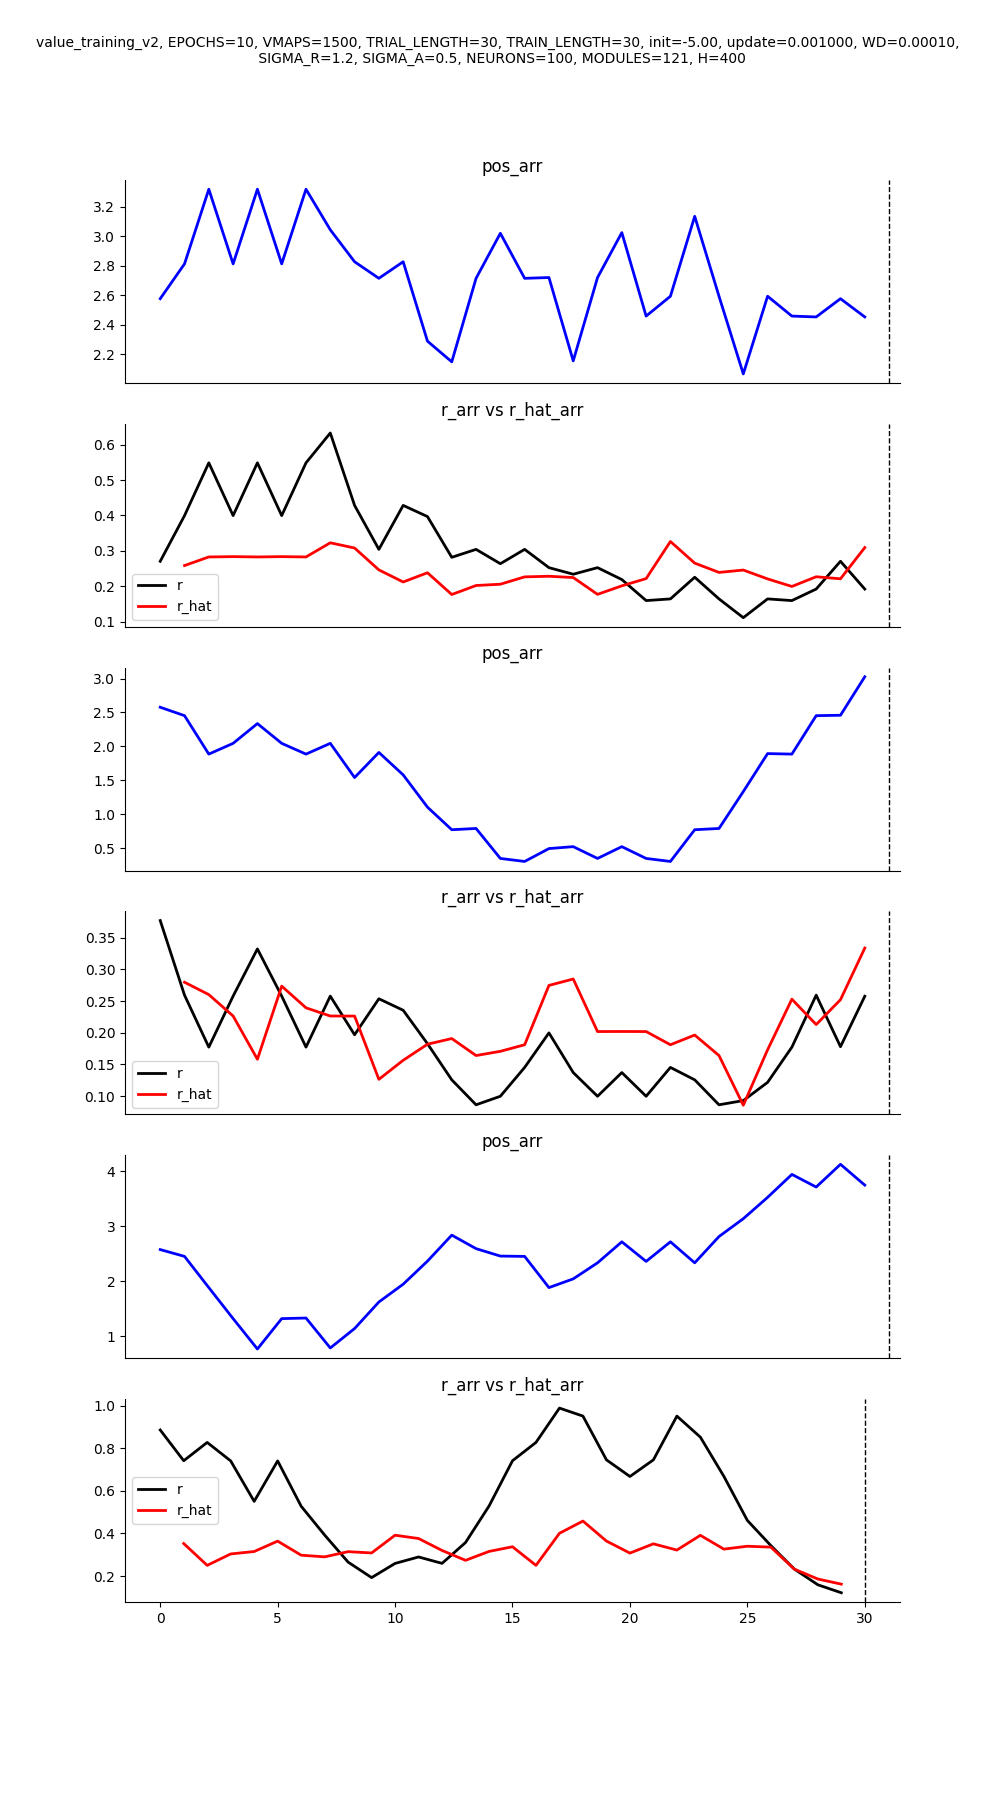 value_training_v2, EPOCHS=10, VMAPS=1500, TRIAL_LENGTH=30, TRAIN_LENGTH=30, init=-5.00, update=0.001000, WD=0.00010,
SIGMA_R=1.2, SIGMA_A=0.5, NEURONS=100, MODULES=121, H=400
pos_arr
3.2
3.0
2.8
2.6
2.4
2.2
r_arr vs r_hat_arr
0.6
0.5
0.4
0.3
0.2
0.1
r
r_hat
pos_arr
3.0
2.5
2.0
1.5
1.0
0.5
r_arr vs r_hat_arr
0.35
0.30
0.25
0.20
0.15
0.10
r
r_hat
pos_arr
4
3
2
1
r_arr vs r_hat_arr
1.0
0.8
0.6
0.4
0.2
r
r_hat
0 5 10 15 20 25 30